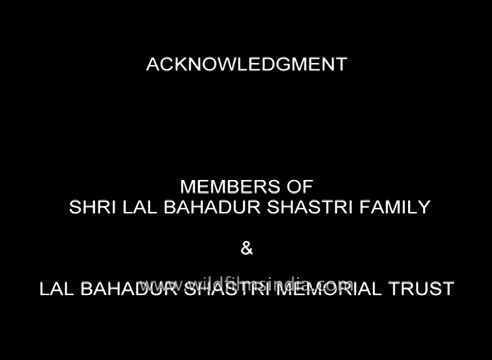 ACKNOWLEDGMENT
MEMBERS OF
SHRI LAL BAHADUR SHASTRI FAMILY
&
LAL BAHADUR SHASTRI MEMORIAL TRUST
www.wildfilmsindia.com